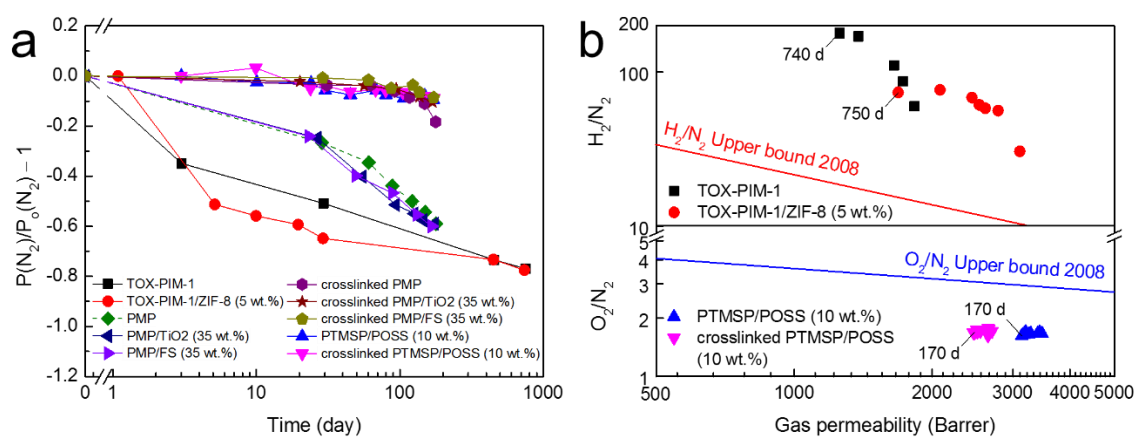 a
P(N₂)/Pₒ(N₂) – 1
0.0
-0.2
-0.4
-0.6
-0.8
-1.0
-1.2
0 1 10 100 1000
Time (day)
TOX-PIM-1
TOX-PIM-1/ZIF-8 (5 wt.%)
PMP
PMP/TiO2 (35 wt.%)
PMP/FS (35 wt.%)
crosslinked PMP
crosslinked PMP/TiO2 (35 wt.%)
crosslinked PMP/FS (35 wt.%)
PTMSP/POSS (10 wt.%)
crosslinked PTMSP/POSS (10 wt.%)
b
H₂/N₂
200
100
10
740 d
750 d
H₂/N₂ Upper bound 2008
TOX-PIM-1
TOX-PIM-1/ZIF-8 (5 wt.%)
O₂/N₂
5
4
3
2
1
O₂/N₂ Upper bound 2008
PTMSP/POSS (10 wt.%)
crosslinked PTMSP/POSS
(10 wt.%)
170 d
170 d
500 1000 2000 3000 4000 5000
Gas permeability (Barrer)